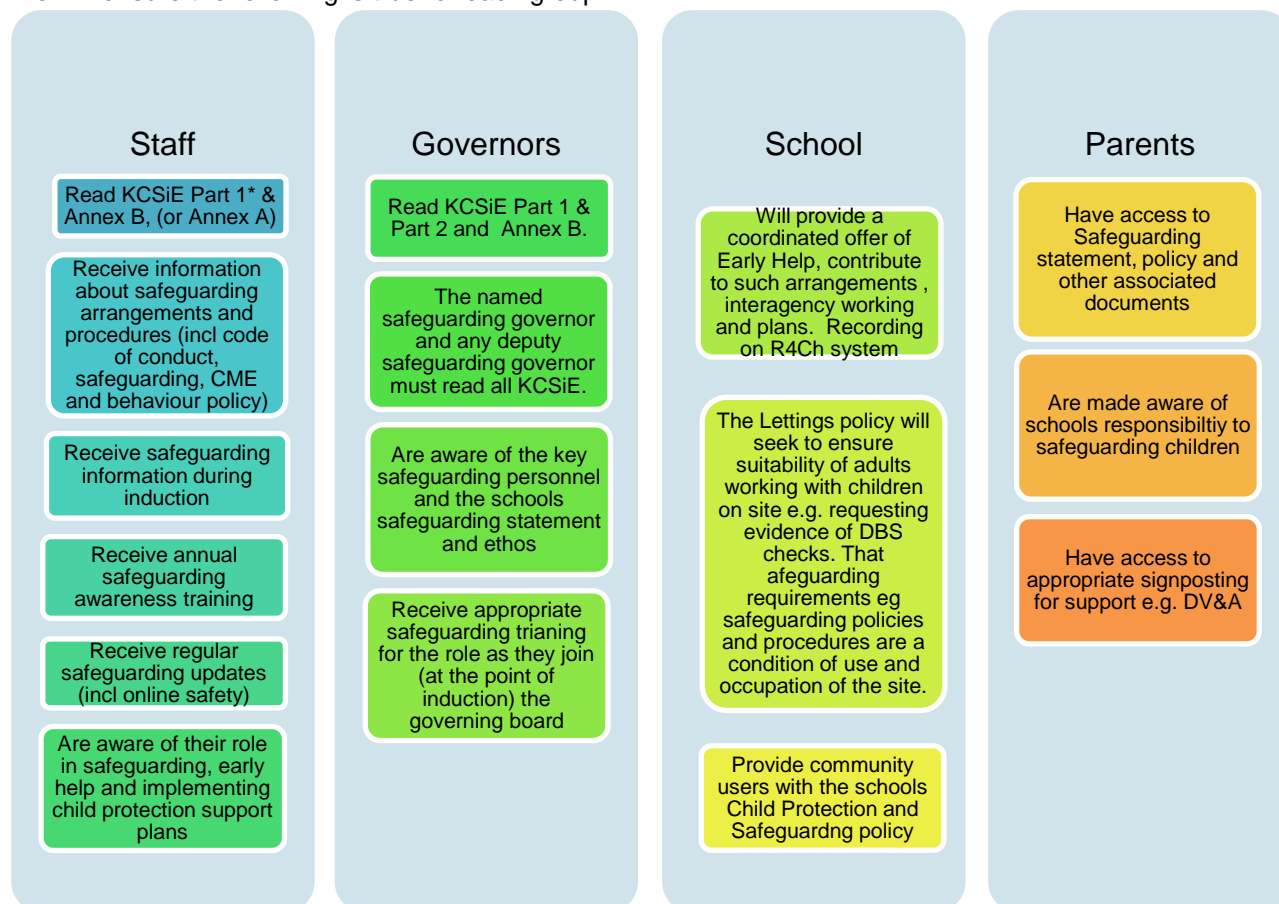 Staff
Read KCSiE Part 1* &
Annex B, (or Annex A)
Receive information
about safeguarding
arrangements and
procedures (incl code
of conduct,
safeguarding, CME
and behaviour policy)
Receive safeguarding
information during
induction
Receive annual
safeguarding
awareness training
Receive regular
safeguarding updates
(incl online safety)
Are aware of their role
in safeguarding, early
help and implementing
child protection support
plans
Governors
Read KCSiE Part 1 &
Part 2 and Annex B.
The named
safeguarding governor
and any deputy
safeguarding governor
must read all KCSiE.
Are aware of the key
safeguarding personnel
and the schools
safeguarding statement
and ethos
Receive appropriate
safeguarding trianing
for the role as they join
(at the point of
induction) the
governing board
School
Will provide a
coordinated offer of
Early Help, contribute
to such arrangements ,
interagency working
and plans. Recording
on R4Ch system
The Lettings policy will
seek to ensure
suitability of adults
working with children
on site e.g. requesting
evidence of DBS
checks. That
afeguarding
requirements eg
safeguarding policies
and procedures are a
condition of use and
occupation of the site.
Provide community
users with the schools
Child Protection and
Safeguardng policy
Parents
Have access to
Safeguarding
statement, policy and
other associated
documents
Are made aware of
schools responsibiltiy to
safeguarding children
Have access to
appropriate signposting
for support e.g. DV&A